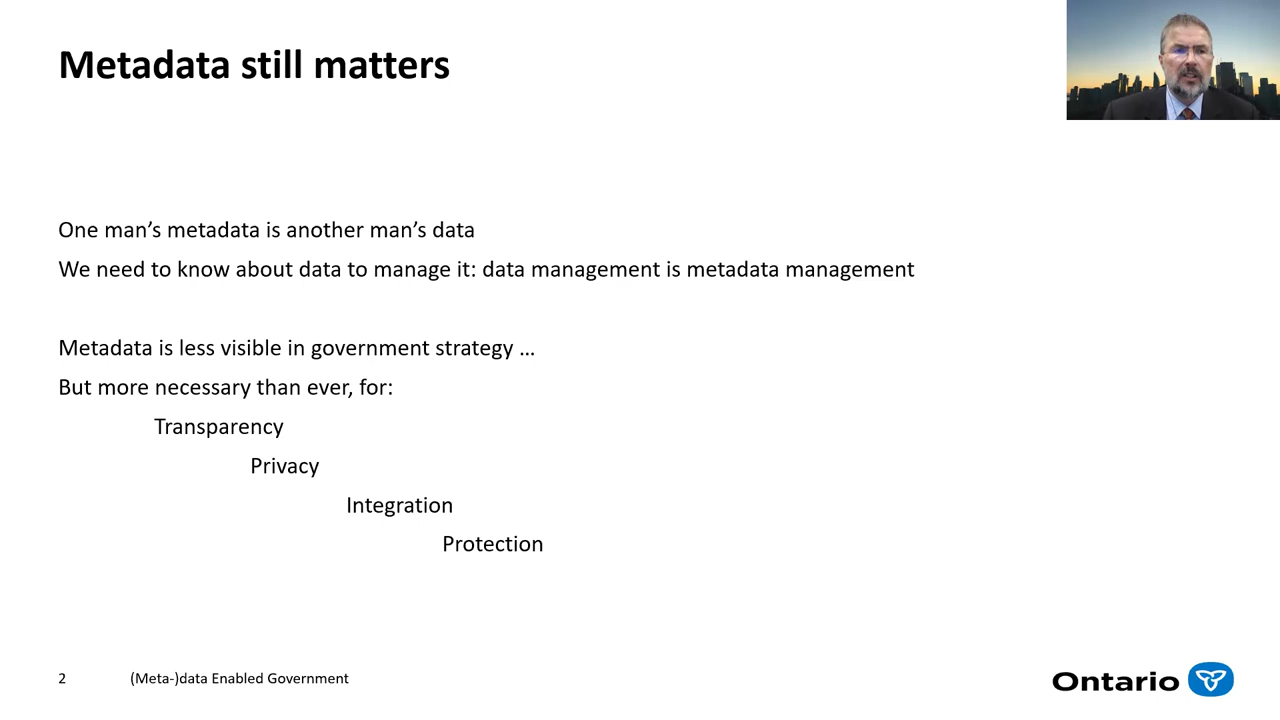 Metadata still matters
One man’s metadata is another man’s data
We need to know about data to manage it: data management is metadata management
Metadata is less visible in government strategy …
But more necessary than ever, for:
Transparency
Privacy
Integration
Protection
2 (Meta-)data Enabled Government
Ontario